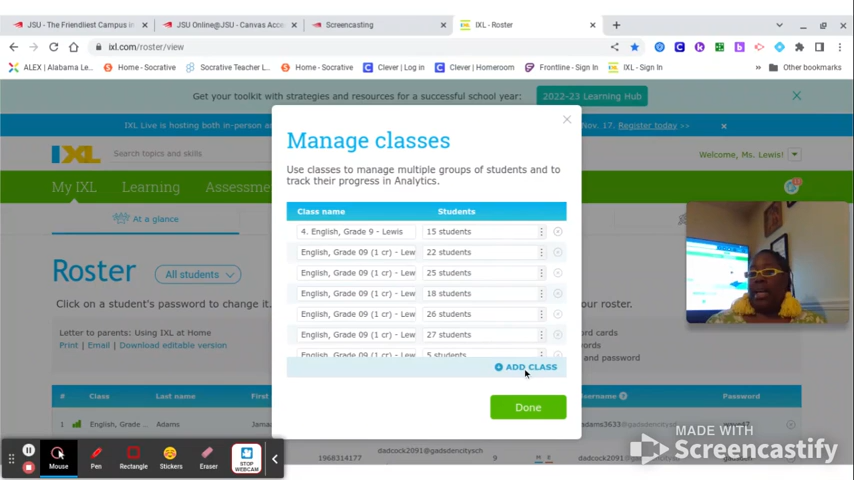 JSU - The Friendliest Campus in
JSU Online@JSU - Canvas Acc
Screencasting
IXL - Roster
ixl.com/roster/view
ALEX | Alabama L
Home - Socrative
Socrative Teacher L
Home - Socrative
Clever | Log in
Clever | Homeroom
Frontline - Sign In
IXL - Sign In
Other bookmarks
Get your toolkit with strategies and resources for a successful school year:
2022-23 Learning Hub
IXL Live is hosting both in-person at
Nov. 17. Register today >>
IXL
Search topics and skills
Welcome, Ms. Lewis!
My IXL
Learning
Assessme
At a glance
Roster
All students
Click on a student's password to change it.
our roster.
Letter to parents: Using IXL at Home
Print | Email | Download editable version
word cards
and password
Manage classes
Use classes to manage multiple groups of students and to
track their progress in Analytics.
Class name Students
4. English, Grade 9 - Lewis 15 students
English, Grade 09 (1 cr) - Lew 22 students
English, Grade 09 (1 cr) - Lew 25 students
English, Grade 09 (1 cr) - Lew 18 students
English, Grade 09 (1 cr) - Lew 26 students
English, Grade 09 (1 cr) - Lew 27 students
English, Grade 09 (1 cr) - Lew 5 students
ADD CLASS
Done
# Class Last name First
sername Password
1 English, Grade ... Adams Jama
adams3633@gadsdencity
dadcock2091@gadsdencitysch
1968314177
9
Mouse
Pen
Rectangle
Stickers
Eraser
STOP
WEBCAM
MADE WITH
Screencastify